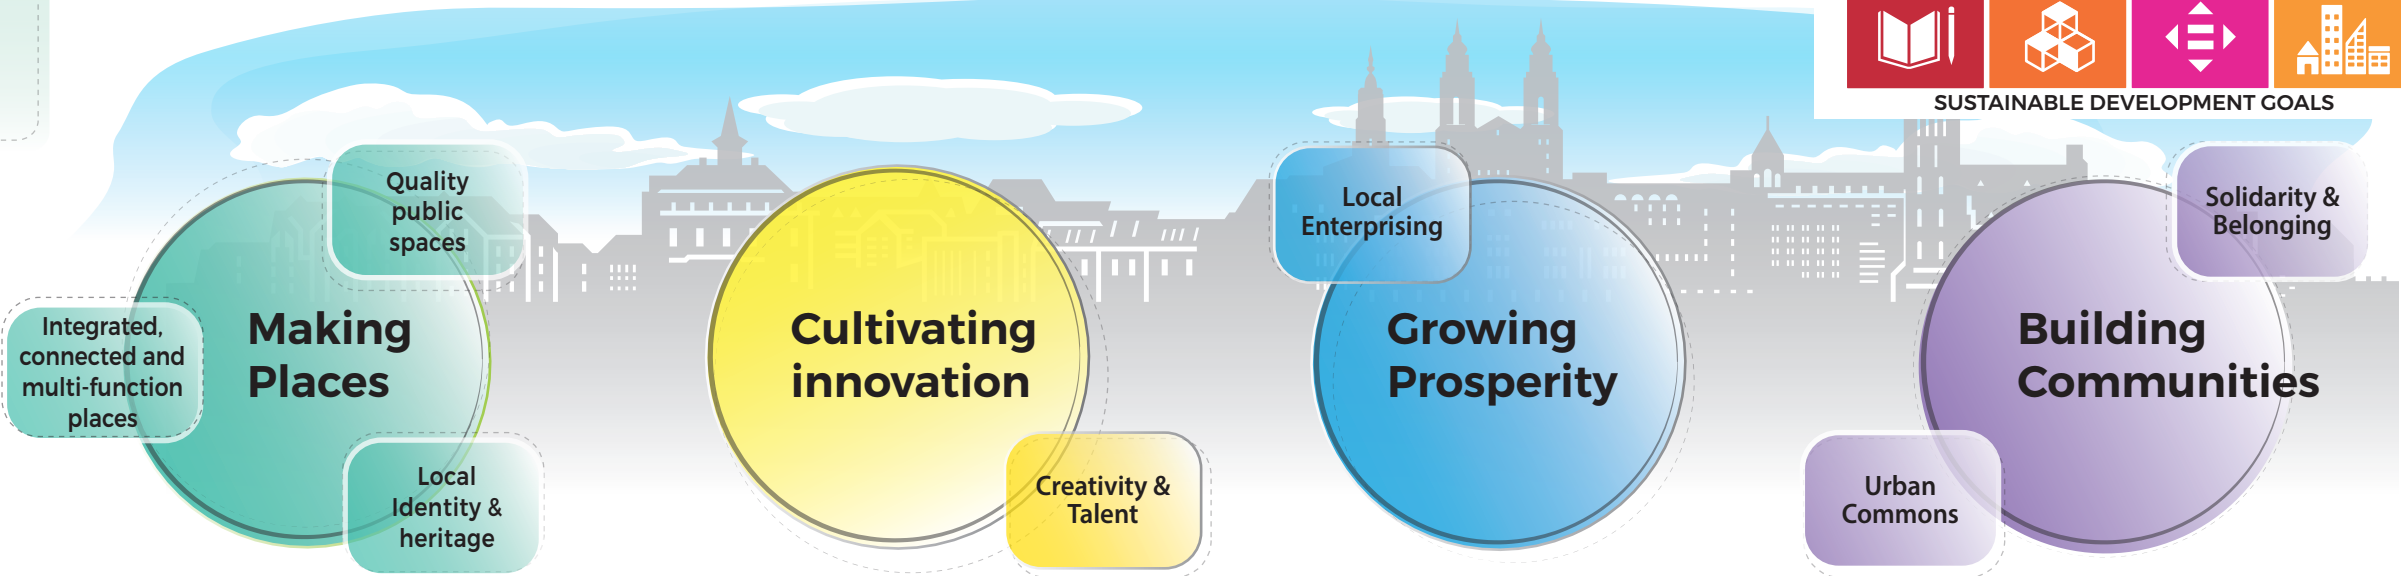 SUSTAINABLE DEVELOPMENT GOALS
Quality
public
spaces
Integrated,
connected and
multi-function
places
Making
Places
Local
Identity &
heritage
Cultivating
innovation
Creativity &
Talent
Local
Enterprising
Growing
Prosperity
Solidarity &
Belonging
Building
Communities
Urban
Commons